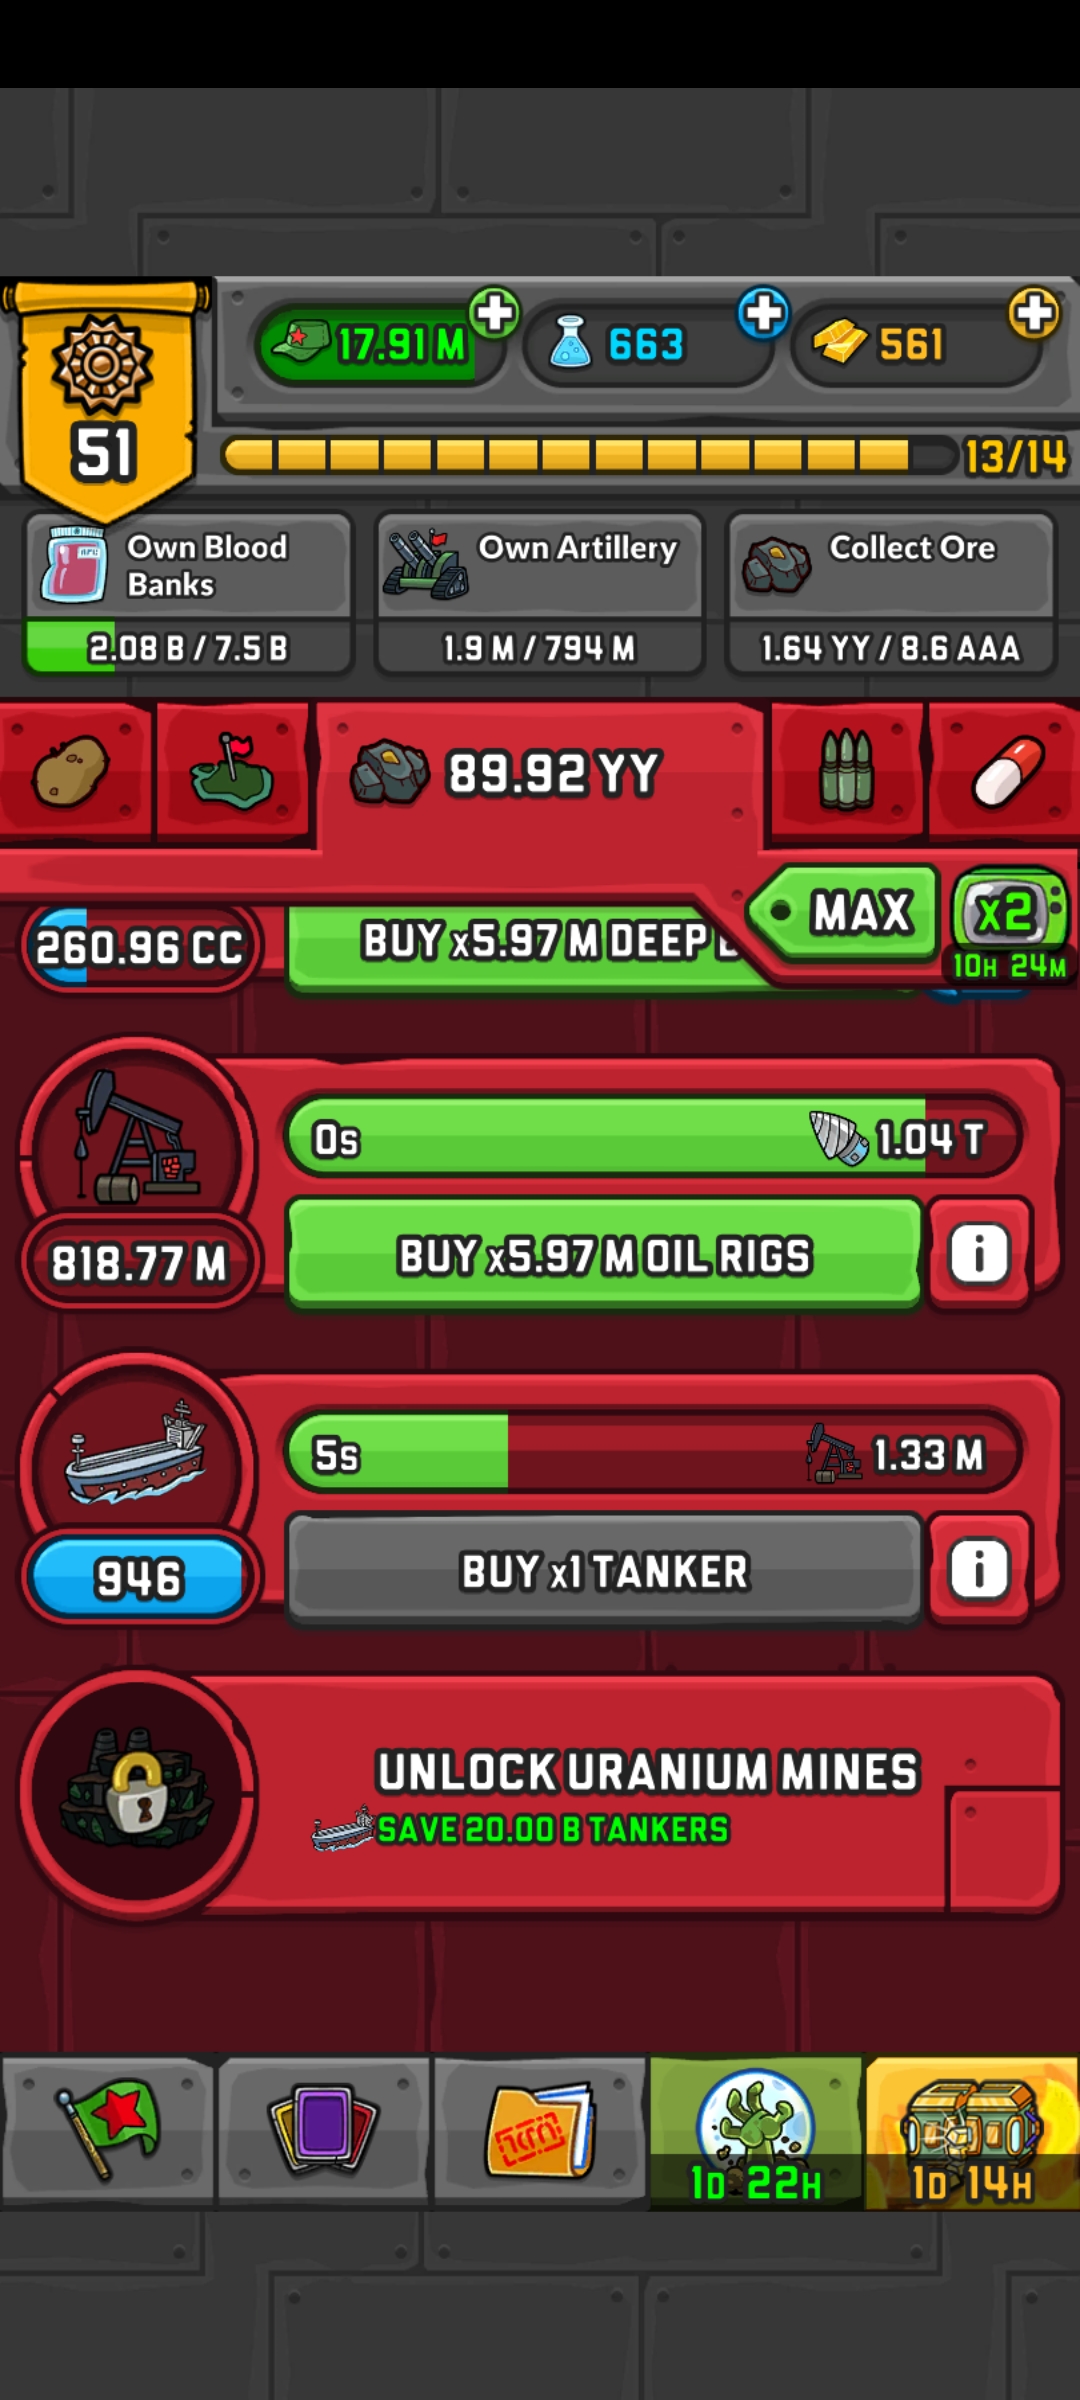 17.91 M
663
561
51
13/14
Own Blood
Banks
Own Artillery
Collect Ore
2.08 B / 7.5 B
1.9 M / 794 M
1.64 YY / 8.6 AAA
89.92 YY
MAX
x2
10H 24M
260.96 CC
BUY x5.97 M DEEP
0s
1.04 T
818.77 M
BUY x5.97 M OIL RIGS
i
5s
1.33 M
946
BUY x1 TANKER
i
UNLOCK URANIUM MINES
SAVE 20.00 B TANKERS
1D 22H
1D 14H